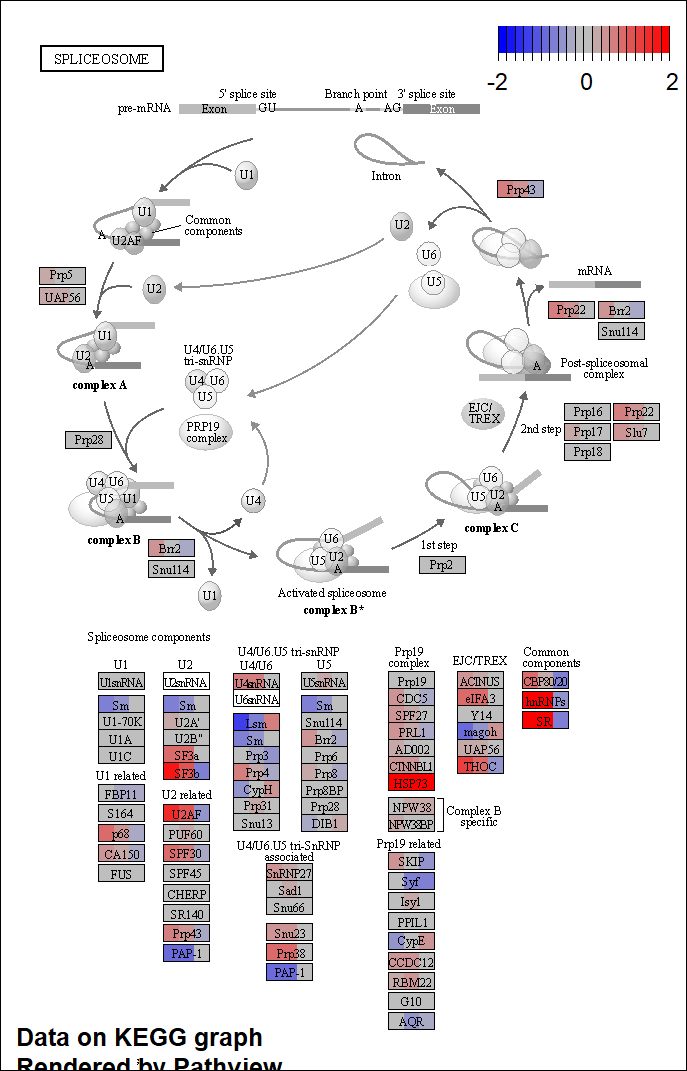 SPLICEOSOME
-2 0 2
5' splice site Branch point 3' splice site
pre-mRNA Exon GU A AG Exon
U1
Intron
Prp43
U1
U2AF
A
Common
components
U2
U6
U5
mRNA
Prp5
UAP56
U2
Prp22 Brr2
Snu114
U1
U2
A
complex A
U4/U6.U5
tri-snRNP
U4 U6
U5
PRP19
complex
A
Post-spliceosomal
complex
EJC/
TREX
2nd step
Prp16 Prp22
Prp17 Slu7
Prp18
Prp28
U4 U6
U5 U1
A
complex B
U4
U6
U5 U2
A
complex C
Brr2
Snu114
U1
U6
U5 U2
A
Activated spliceosome
complex B*
1st step
Prp2
Spliceosome components
U1
U1snRNA
Sm
U1-70K
U1A
U1C
U1 related
FBP11
S164
p68
CA150
FUS
U2
U2snRNA
Sm
U2A'
U2B"
SF3a
SF3b
U2 related
U2AF
PUF60
SPF30
SPF45
CHERP
SR140
Prp43
PAP-1
U4/U6.U5 tri-snRNP
U4/U6
U4snRNA
U6snRNA
Lsm
Sm
Prp3
Prp4
CypH
Prp31
Snu13
U5
U5snRNA
Sm
Snu114
Brr2
Prp6
Prp8
Prp8BP
Prp28
DIB1
U4/U6.U5 tri-SnRNP
associated
SnRNP27
Sad1
Snu66
Snu23
Prp38
PAP-1
Prp19
complex
Prp19
CDC5
SPF27
PRL1
AD002
CTNNBL1
HSP73
NPW38
NPW38BP
Complex B
specific
Prp19 related
SKIP
Syf
Isy1
PPIL1
CypE
CCDC12
RBM22
G10
AQR
EJC/TREX
ACINUS
eIFA3
Y14
magoh
UAP56
THOC
Common
components
CBP80/20
hnRNPs
SR
Data on KEGG graph
Rendered by Pathview